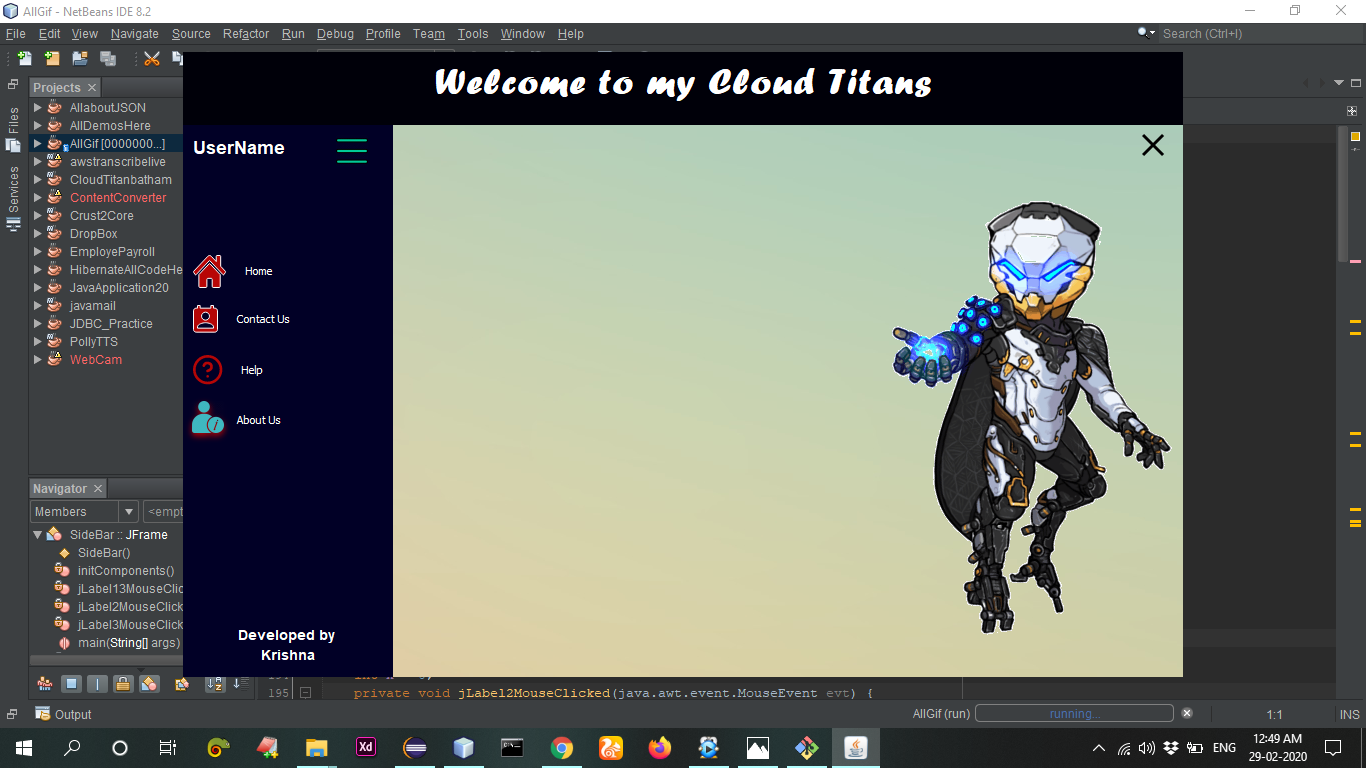 AllGif - NetBeans IDE 8.2
File Edit View Navigate Source Refactor Run Debug Profile Team Tools Window Help
Search (Ctrl+I)
Projects
Files
Services
AllaboutJSON
AllDemosHere
AllGif [0000000...]
awstranscribelive
CloudTitanbatham
ContentConverter
Crust2Core
DropBox
EmployePayroll
HibernateAllCodeHe
JavaApplication20
javamail
JDBC_Practice
PollyTTS
WebCam
Welcome to my Cloud Titans
UserName
Home
Contact Us
Help
About Us
Developed by
Krishna
Navigator
Members
<empt
SideBar :: JFrame
SideBar()
initComponents()
jLabel13MouseClic
jLabel2MouseClick
jLabel3MouseClick
main(String[] args)
195 private void jLabel2MouseClicked(java.awt.event.MouseEvent evt) {
Output
AllGif (run) running...
1:1 INS
Xd
ENG
12:49 AM
29-02-2020